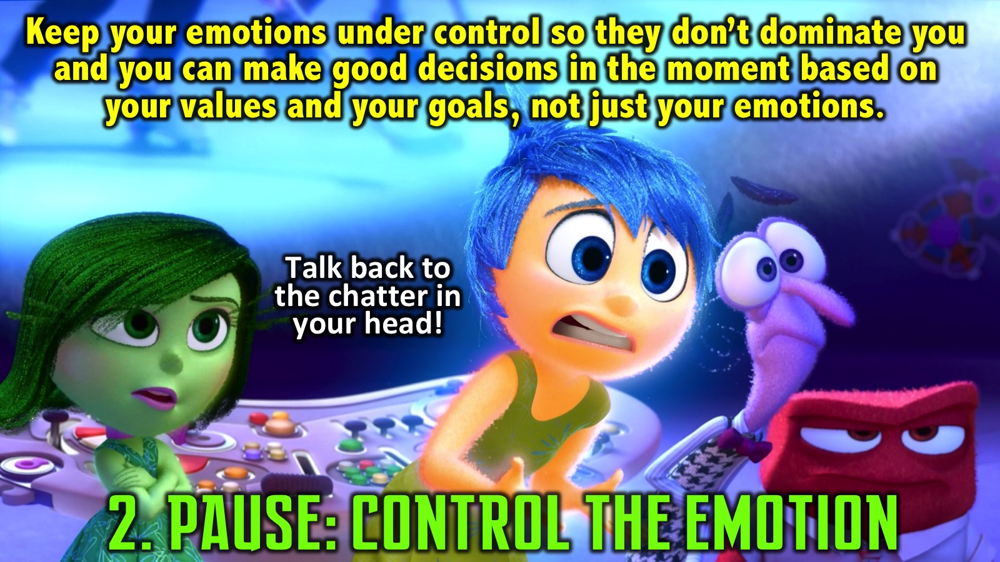 Keep your emotions under control so they don’t dominate you
and you can make good decisions in the moment based on
your values and your goals, not just your emotions.
Talk back to
the chatter in
your head!
2. PAUSE: CONTROL THE EMOTION